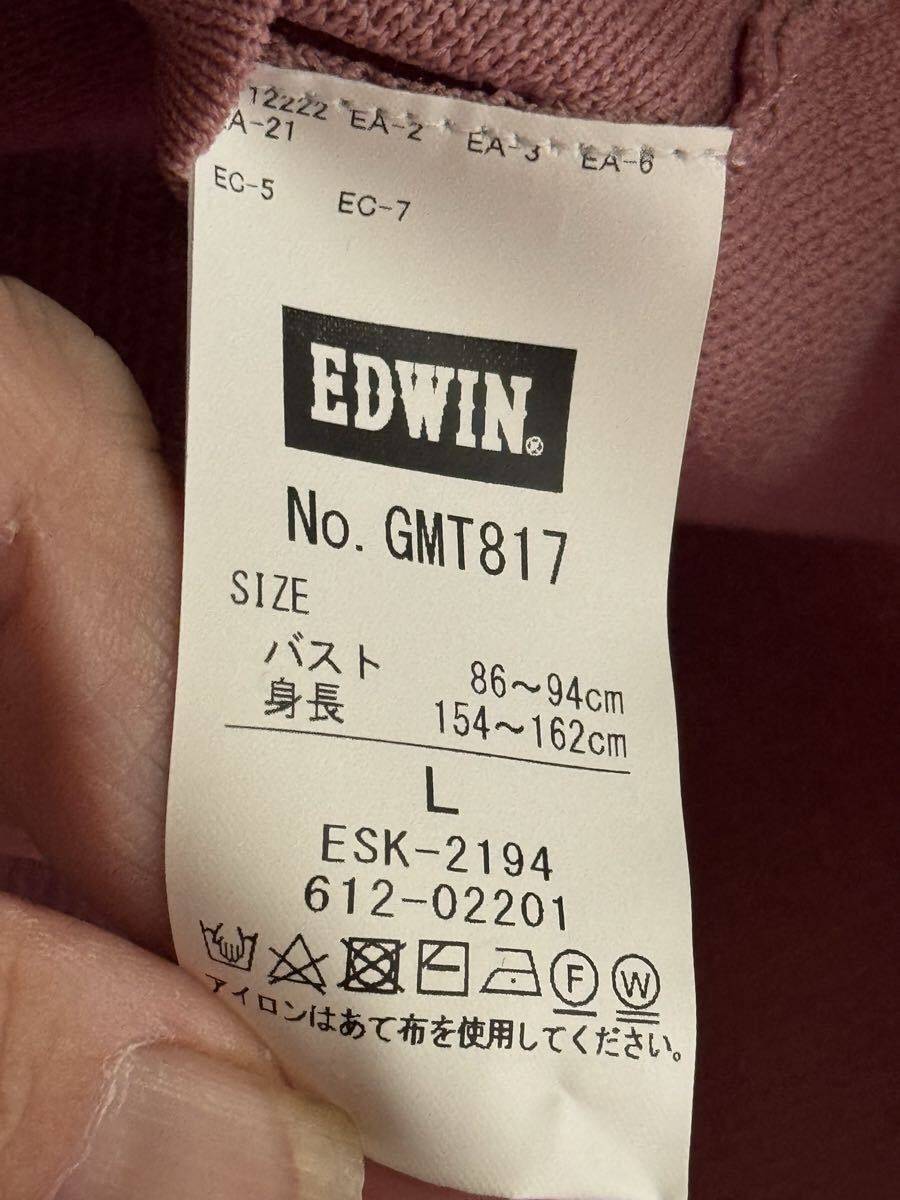 12222 EA-2 EA-3 EA-6
EA-21
EC-5 EC-7
EDWIN®
No. GMT817
SIZE
バスト 86～94cm
身長 154～162cm
L
ESK-2194
612-02201
F W
アイロンはあて布を使用してください。